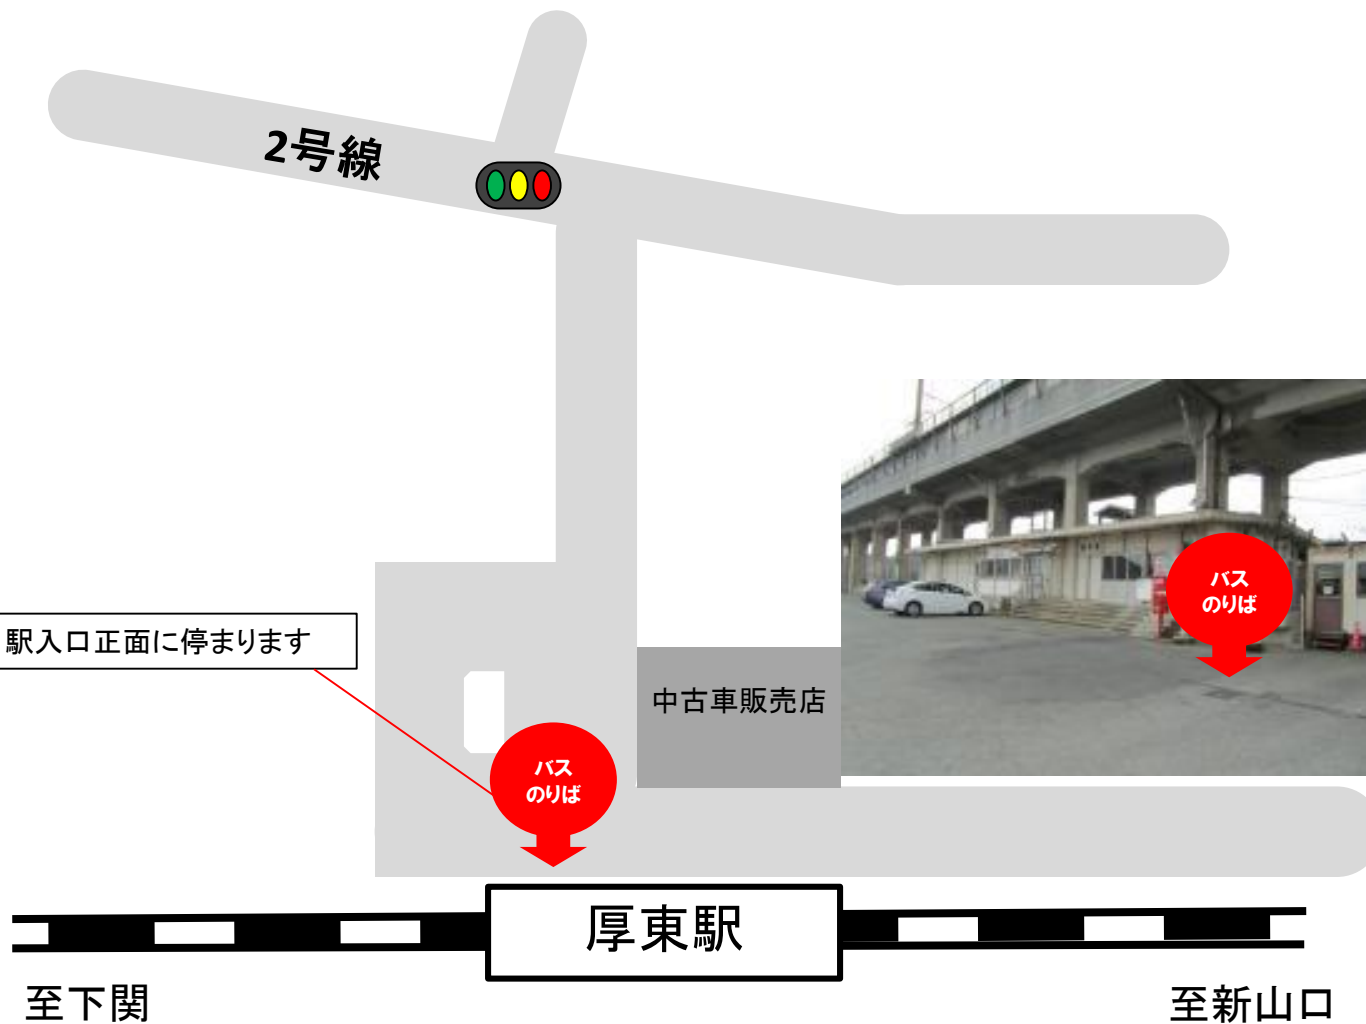 2号線
バス
のりば
駅入口正面に停まります
中古車販売店
バス
のりば
厚東駅
至下関
至新山口